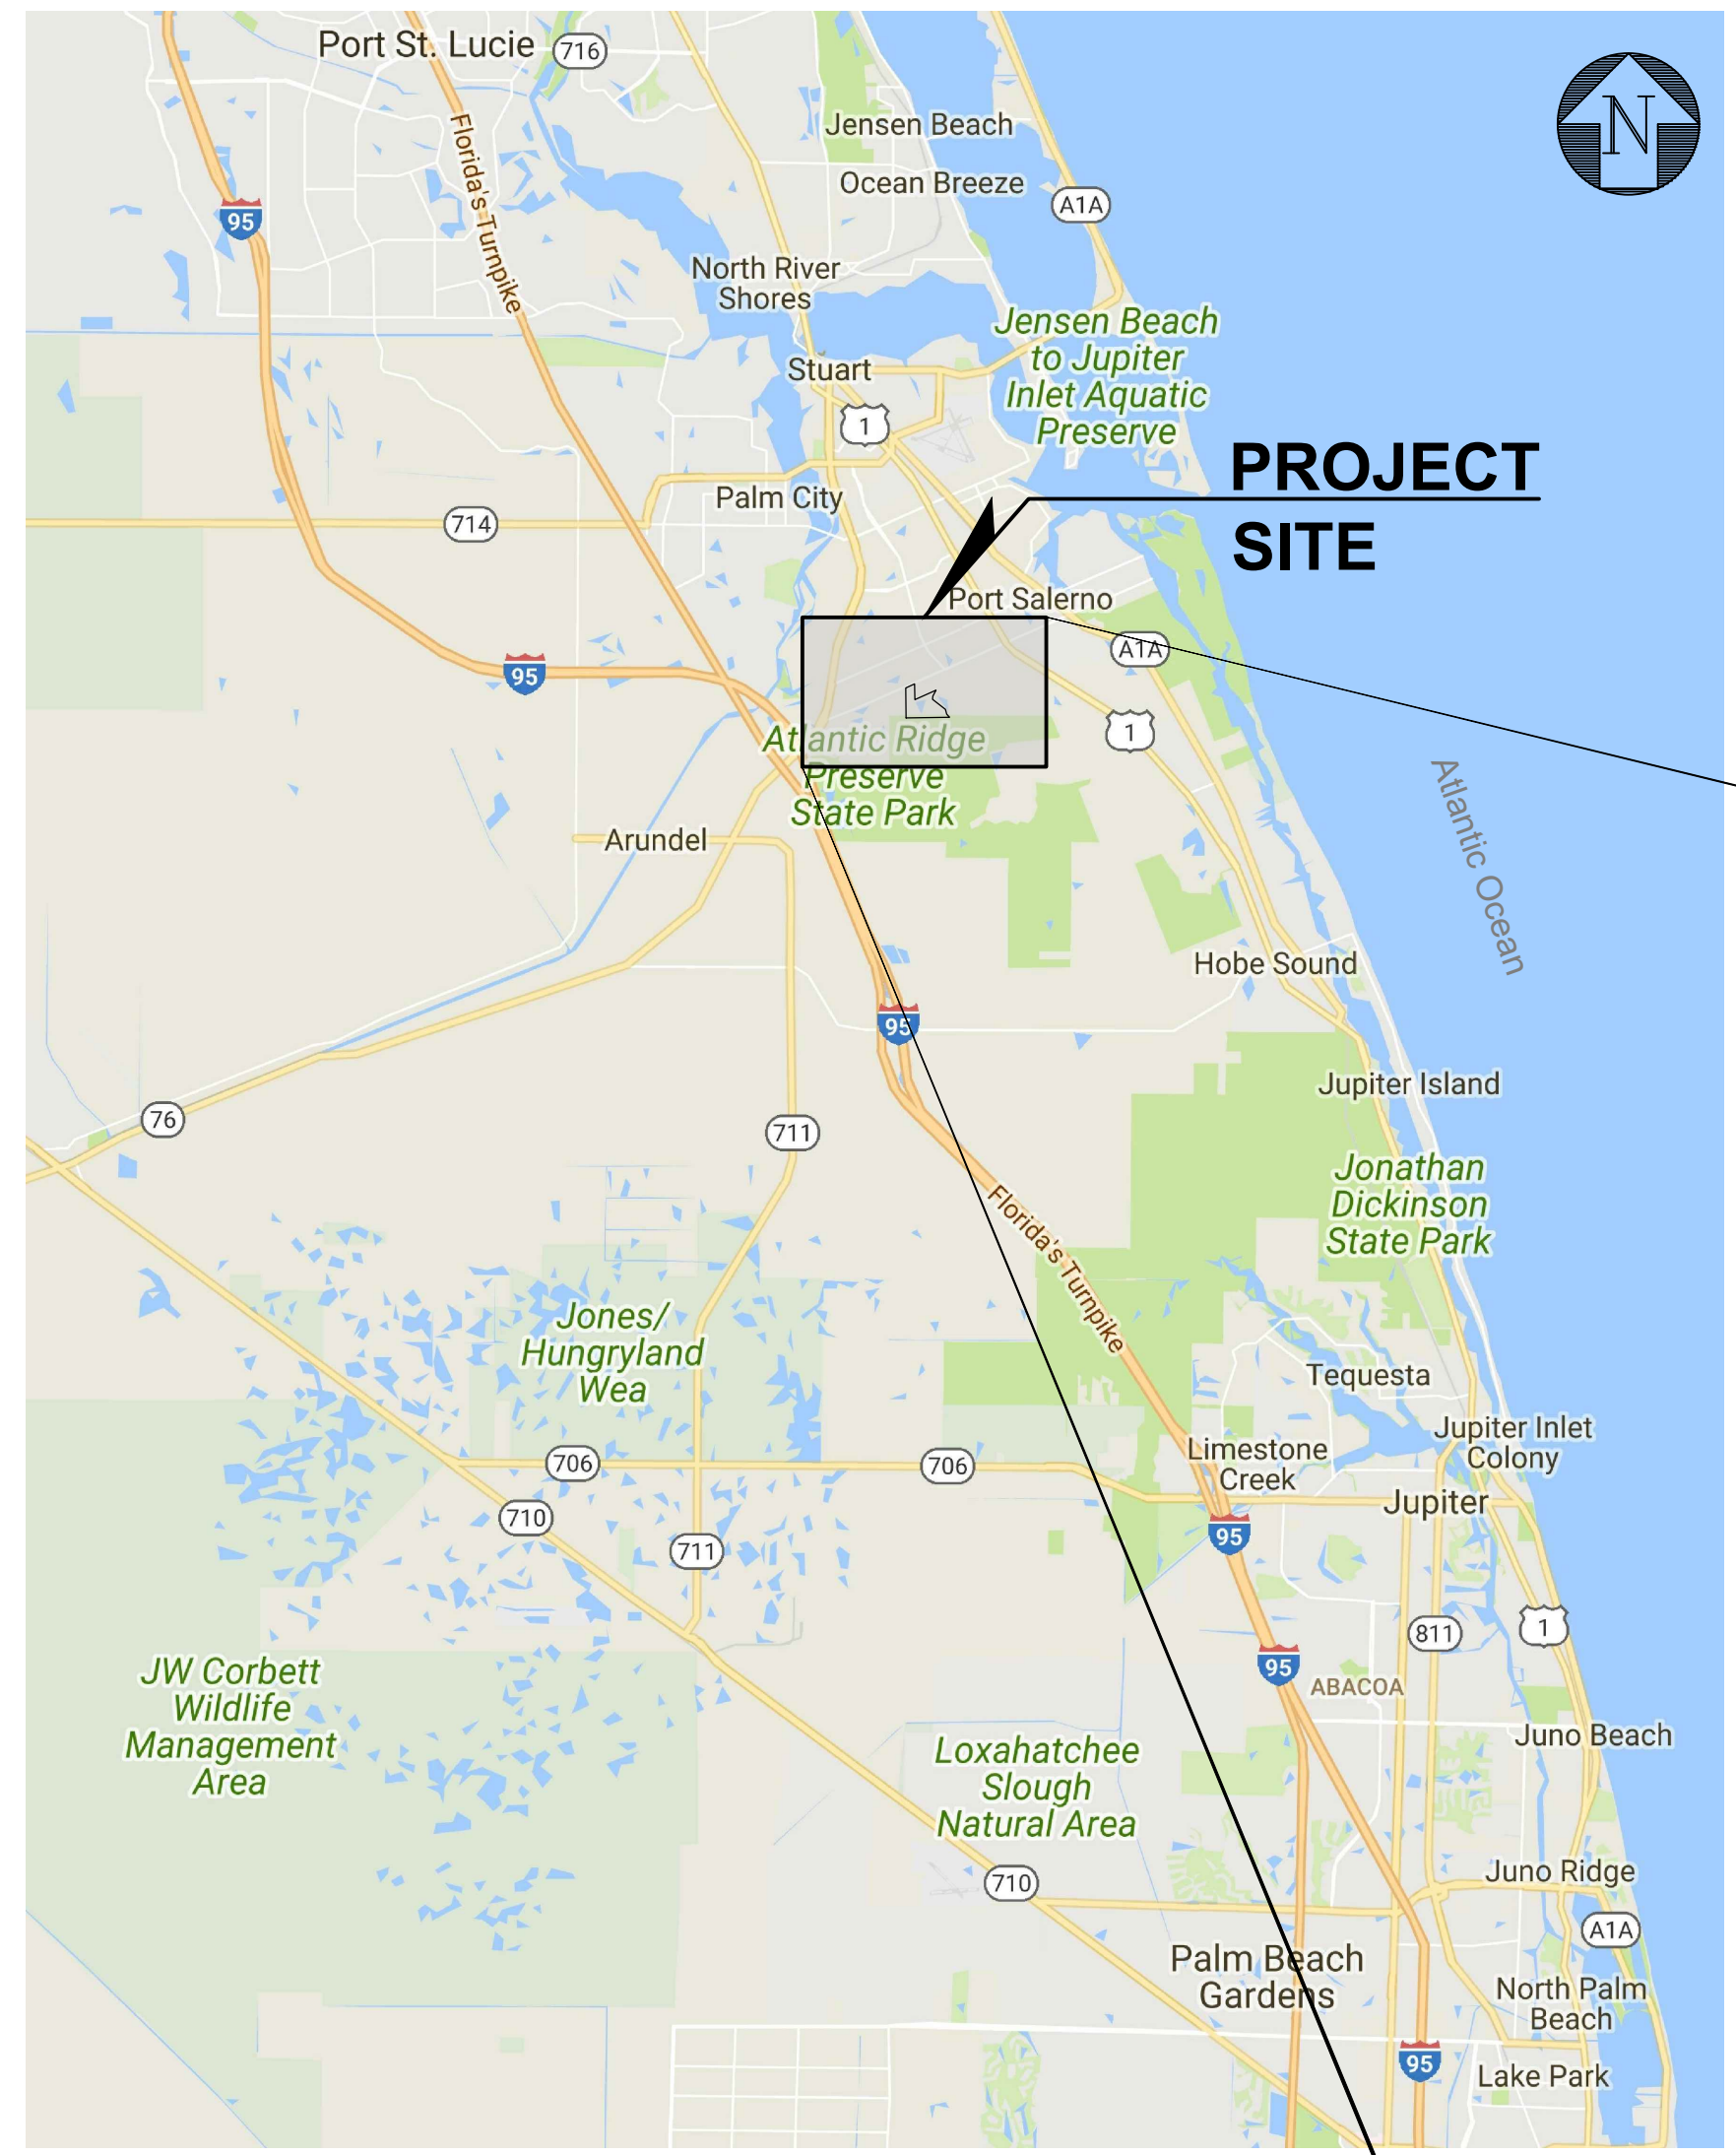 Port St. Lucie
716
Jensen Beach
Ocean Breeze
A1A
N
Florida's Turnpike
95
North River
Shores
Jensen Beach
to Jupiter
Inlet Aquatic
Preserve
Stuart
1
PROJECT
SITE
Palm City
714
Port Salerno
A1A
95
1
Atlantic Ridge
Preserve
State Park
Atlantic Ocean
Arundel
Hobe Sound
95
Jupiter Island
76
711
Jonathan
Dickinson
State Park
Florida's Turnpike
Jones/
Hungryland
Wea
Tequesta
Jupiter Inlet
Colony
Limestone
Creek
706
706
Jupiter
710
711
95
811
1
95
ABACOA
JW Corbett
Wildlife
Management
Area
Juno Beach
Loxahatchee
Slough
Natural Area
710
Juno Ridge
A1A
Palm Beach
Gardens
North Palm
Beach
95
Lake Park